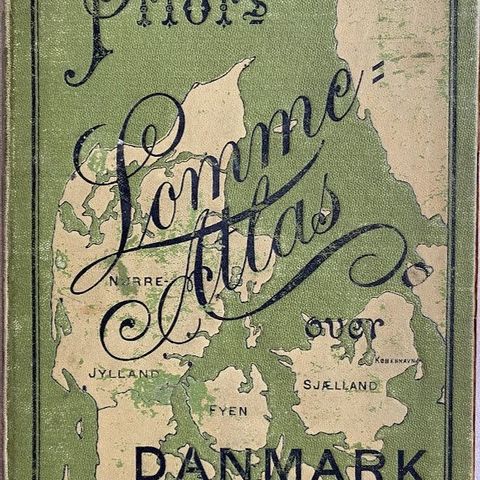 Priors
Lomme=
Atlas
over
NØRRE-
JYLLAND
KØBENHAVN
SJÆLLAND
FYEN
DANMARK